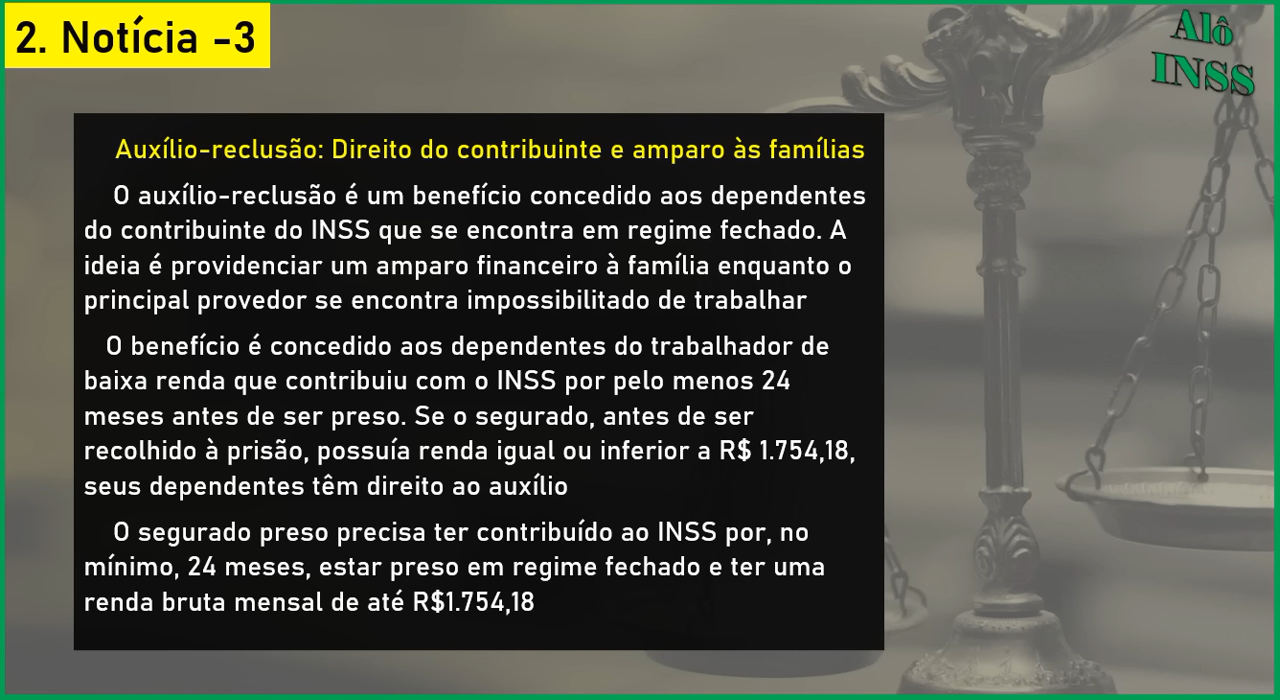 2. Notícia -3
Alô
INSS
Auxílio-reclusão: Direito do contribuinte e amparo às famílias
O auxílio-reclusão é um benefício concedido aos dependentes
do contribuinte do INSS que se encontra em regime fechado. A
ideia é providenciar um amparo financeiro à família enquanto o
principal provedor se encontra impossibilitado de trabalhar
O benefício é concedido aos dependentes do trabalhador de
baixa renda que contribuiu com o INSS por pelo menos 24
meses antes de ser preso. Se o segurado, antes de ser
recolhido à prisão, possuía renda igual ou inferior a R$ 1.754,18,
seus dependentes têm direito ao auxílio
O segurado preso precisa ter contribuído ao INSS por, no
mínimo, 24 meses, estar preso em regime fechado e ter uma
renda bruta mensal de até R$1.754,18